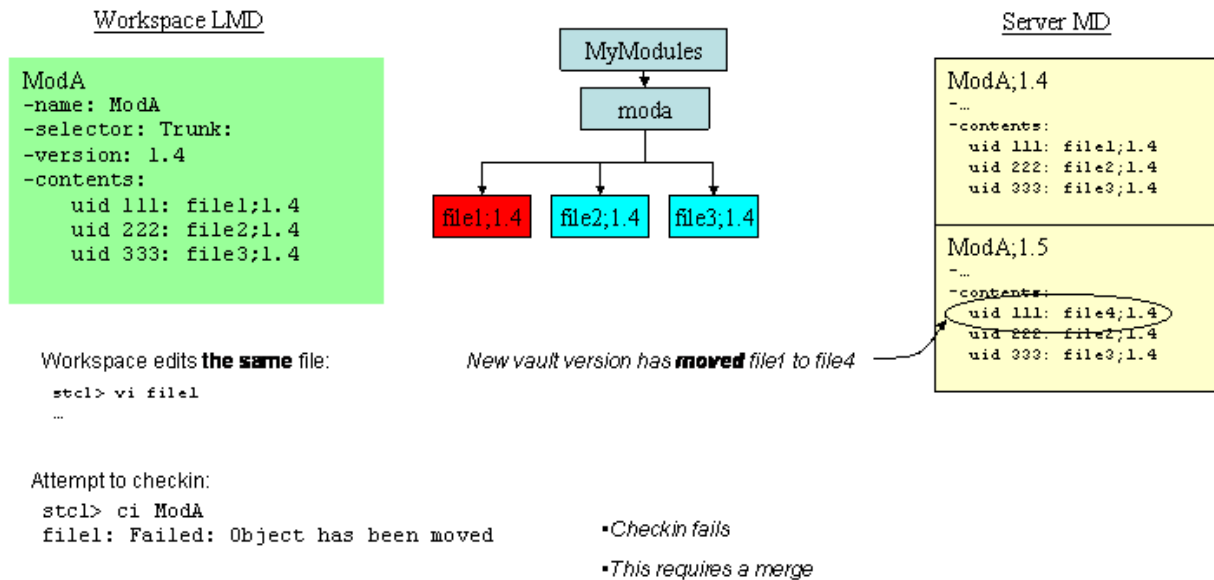 Workspace LMD
Server MD
ModA
-name: ModA
-selector: Trunk:
-version: 1.4
-contents:
uid 111: file1;1.4
uid 222: file2;1.4
uid 333: file3;1.4
MyModules
moda
file1;1.4
file2;1.4
file3;1.4
ModA;1.4
-…
-contents:
uid 111: file1;1.4
uid 222: file2;1.4
uid 333: file3;1.4
ModA;1.5
-…
-contents:
uid 111: file4;1.4
uid 222: file2;1.4
uid 333: file3;1.4
Workspace edits the same file:
stcl> vi file1
…
New vault version has moved file1 to file4
Attempt to checkin:
stcl> ci ModA
file1: Failed: Object has been moved
▪Checkin fails
▪This requires a merge